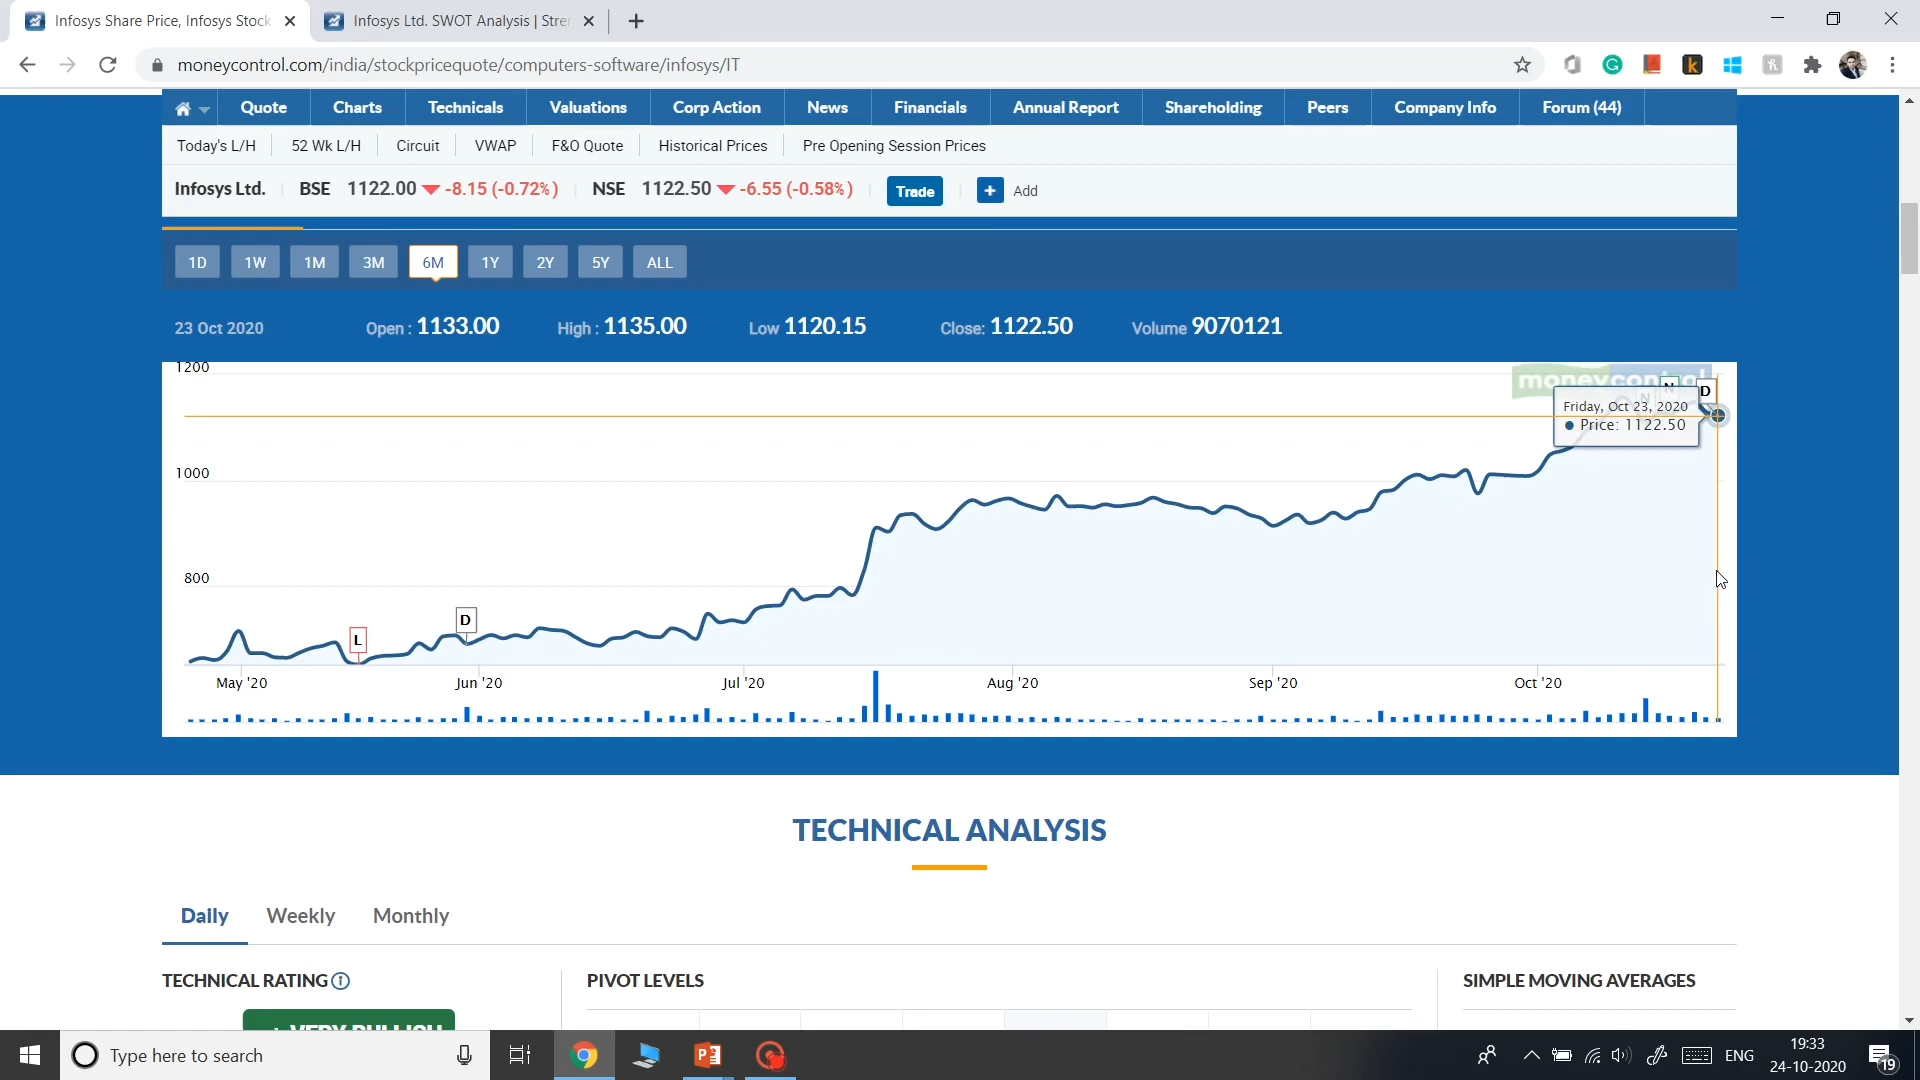 Infosys Share Price, Infosys Stock
Infosys Ltd. SWOT Analysis | Stre
moneycontrol.com/india/stockpricequote/computers-software/infosys/IT
Quote Charts Technicals Valuations Corp Action News Financials Annual Report Shareholding Peers Company Info Forum (44)
Today's L/H 52 Wk L/H Circuit VWAP F&O Quote Historical Prices Pre Opening Session Prices
Infosys Ltd. BSE 1122.00 -8.15 (-0.72%) NSE 1122.50 -6.55 (-0.58%) Trade + Add
1D 1W 1M 3M 6M 1Y 2Y 5Y ALL
23 Oct 2020 Open : 1133.00 High : 1135.00 Low 1120.15 Close: 1122.50 Volume 9070121
1200
moneycontrol
N
N
D
Friday, Oct 23, 2020
Price: 1122.50
1000
800
D
L
May '20 Jun '20 Jul '20 Aug '20 Sep '20 Oct '20
TECHNICAL ANALYSIS
Daily Weekly Monthly
TECHNICAL RATING PIVOT LEVELS SIMPLE MOVING AVERAGES
VERY BULLISH
Type here to search
ENG
19:33
24-10-2020
19